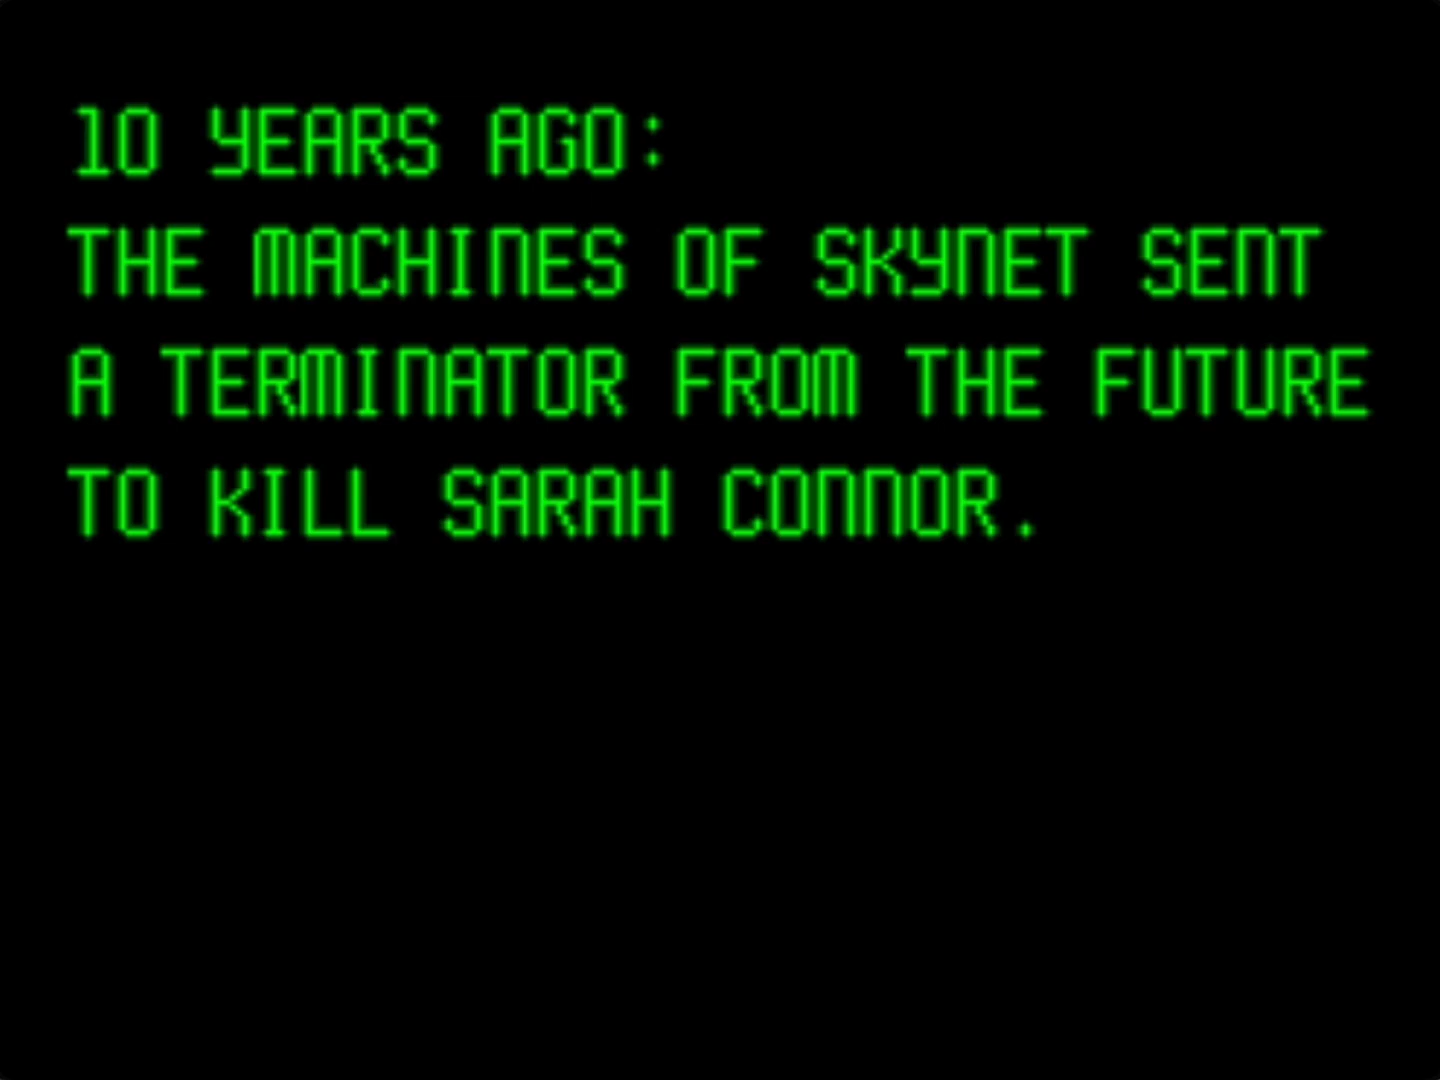 10 YEARS AGO:
THE MACHINES OF SKYNET SENT
A TERMINATOR FROM THE FUTURE
TO KILL SARAH CONNOR.